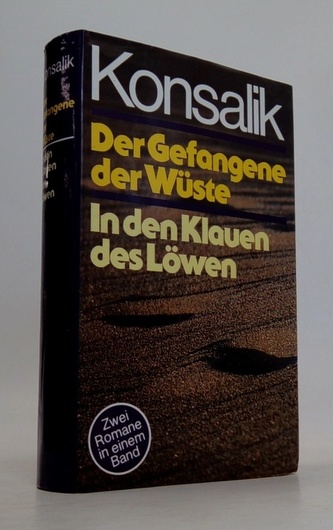 Konsalik
Der Gefangene
der Wüste
In den Klauen
des Löwen
Zwei
Romane
in einem
Band